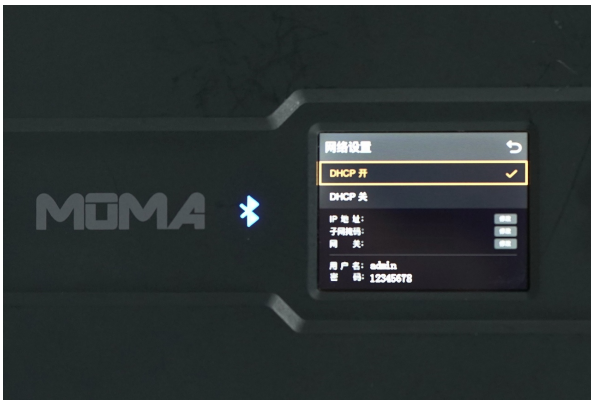 MOMA
网络设置
DHCP 开
DHCP 关
IP 地 址:
子网掩码:
网 关:
用 户 名: admin
密 码: 12345678